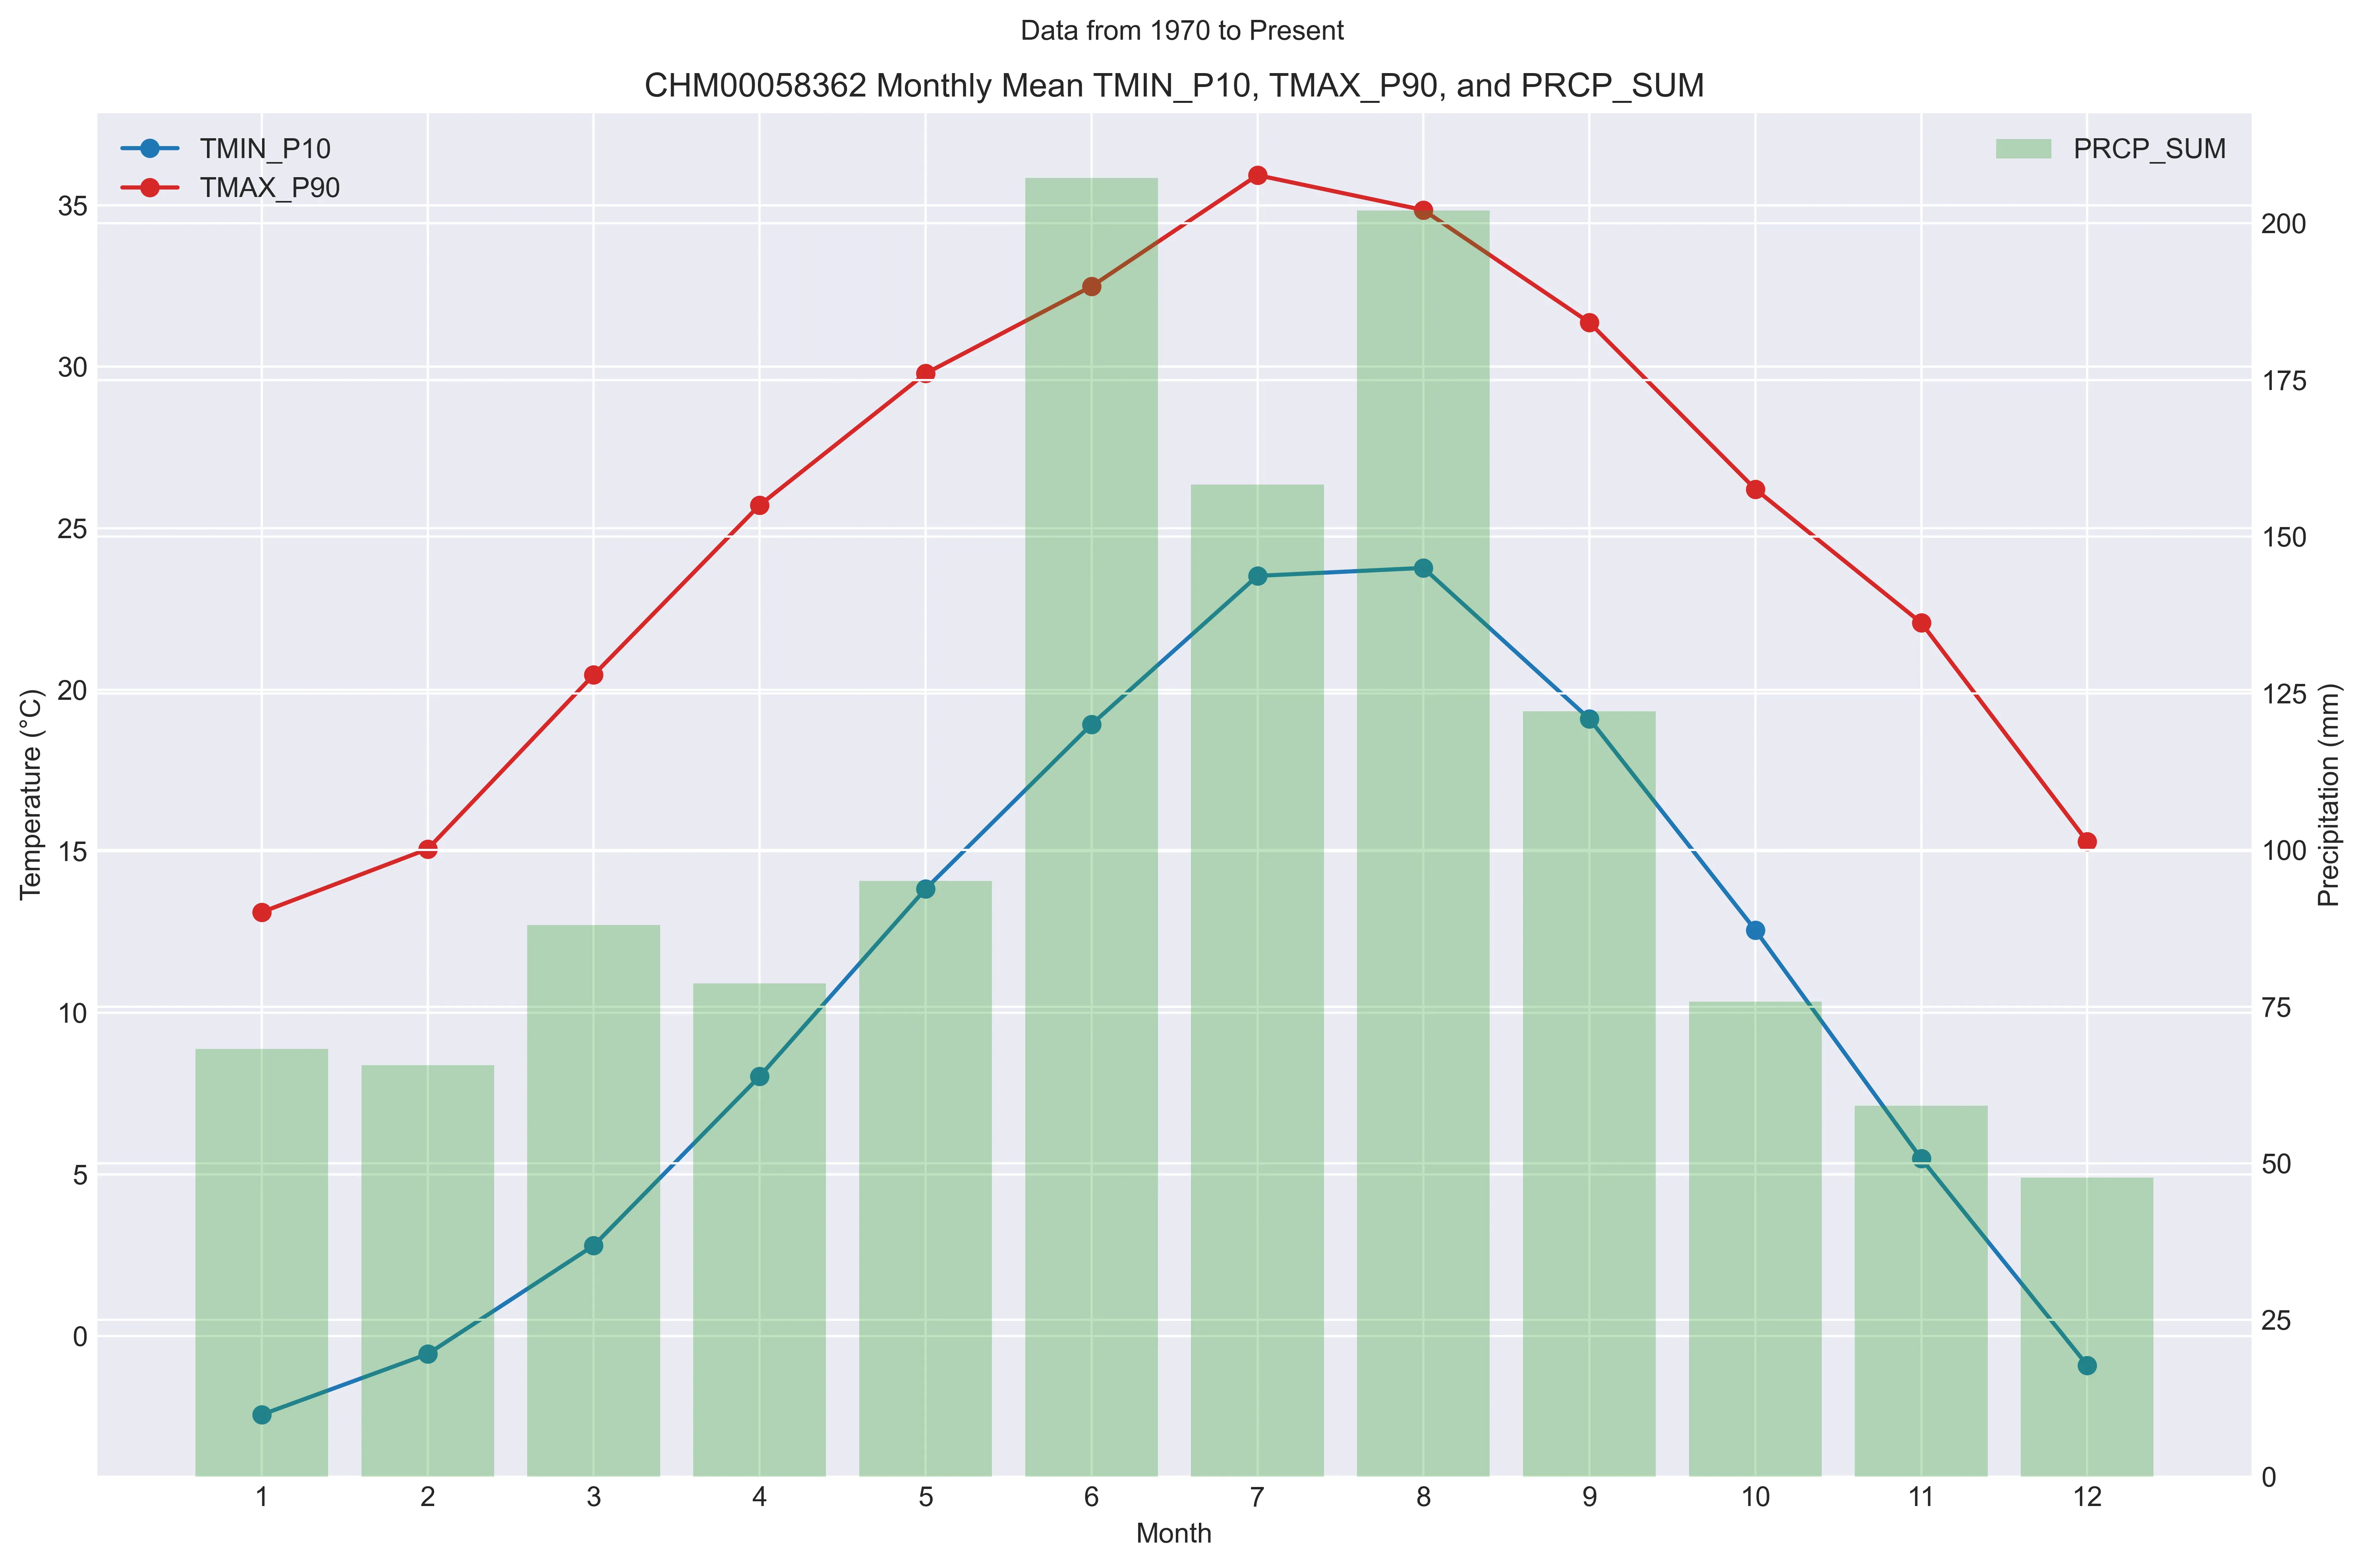 Data from 1970 to Present
CHM00058362 Monthly Mean TMIN_P10, TMAX_P90, and PRCP_SUM
TMIN_P10
TMAX_P90
PRCP_SUM
Temperature (°C)
35
30
25
20
15
10
5
0
200
175
150
125
100
75
50
25
0
Precipitation (mm)
1 2 3 4 5 6 7 8 9 10 11 12
Month